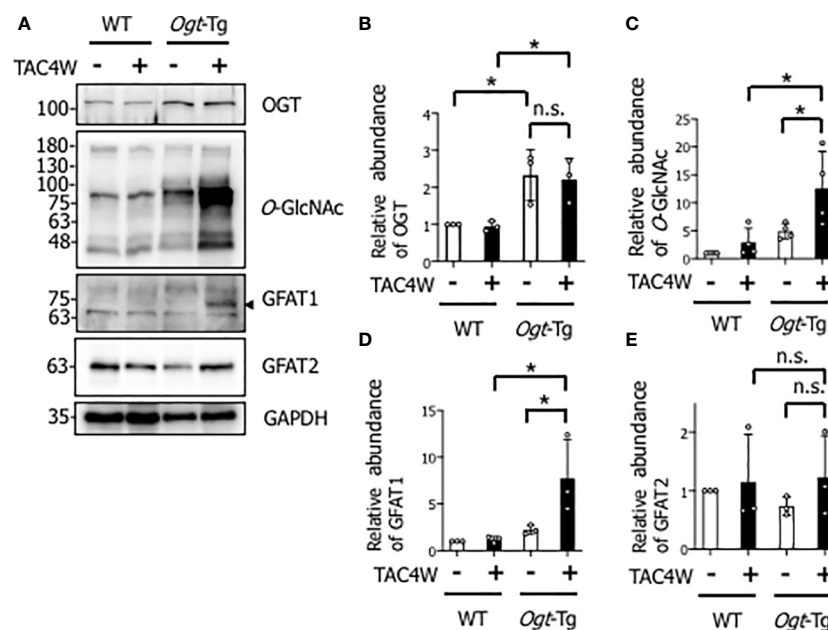 A
WT Ogt-Tg
TAC4W - + - +
100- OGT
180-
130-
100-
75-
63-
48-
O-GlcNAc
75-
63-
GFAT1
63- GFAT2
35- GAPDH
B
*
*
n.s.
Relative abundance
of OGT
4
3
2
1
0
TAC4W - + - +
WT Ogt-Tg
C
*
*
Relative abundance
of O-GlcNAc
25
20
15
10
5
0
TAC4W - + - +
WT Ogt-Tg
D
*
*
Relative abundance
of GFAT1
15
10
5
0
TAC4W - + - +
WT Ogt-Tg
E
n.s.
n.s.
Relative abundance
of GFAT2
2
1
0
TAC4W - + - +
WT Ogt-Tg